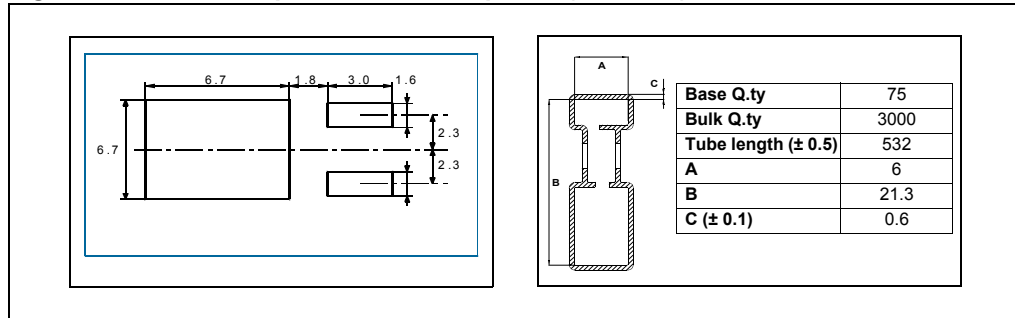 6.7 1.8 3.0 1.6
6.7
2.3
2.3
A
C
B
Base Q.ty 75
Bulk Q.ty 3000
Tube length (± 0.5) 532
A 6
B 21.3
C (± 0.1) 0.6